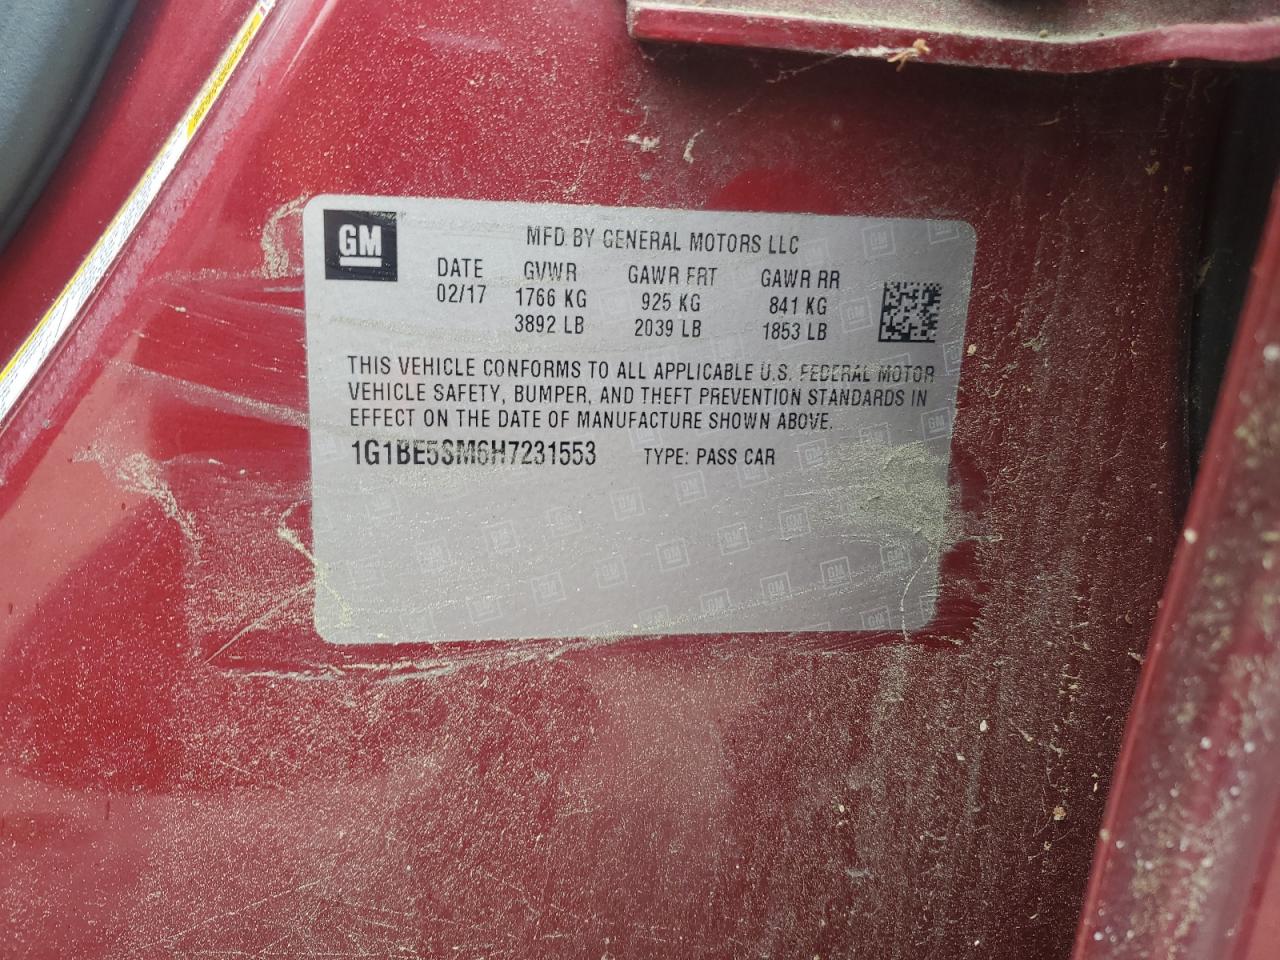 GM
MFD. BY GENERAL MOTORS LLC
DATE GVWR GAWR FRT GAWR RR
02/17 1766 KG 925 KG 841 KG
3892 LB 2039 LB 1853 LB
THIS VEHICLE CONFORMS TO ALL APPLICABLE U.S. FEDERAL MOTOR
VEHICLE SAFETY, BUMPER, AND THEFT PREVENTION STANDARDS IN
EFFECT ON THE DATE OF MANUFACTURE SHOWN ABOVE.
1G1BE5SM6H7231553 TYPE: PASS CAR